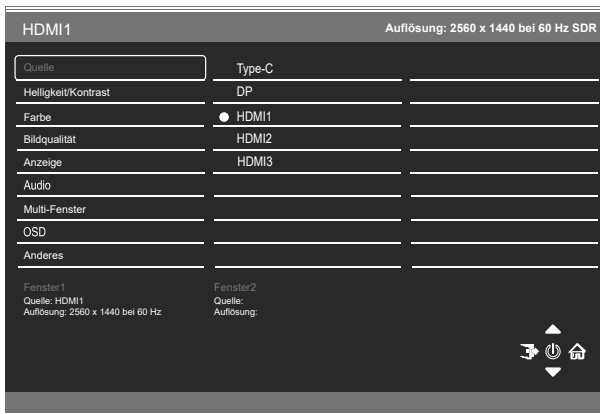 HDMI1
Auflösung: 2560 x 1440 bei 60 Hz SDR
Quelle
Helligkeit/Kontrast
Farbe
Bildqualität
Anzeige
Audio
Multi-Fenster
OSD
Anderes
Type-C
DP
HDMI1
HDMI2
HDMI3
Fenster1
Quelle: HDMI1
Auflösung: 2560 x 1440 bei 60 Hz
Fenster2
Quelle:
Auflösung: